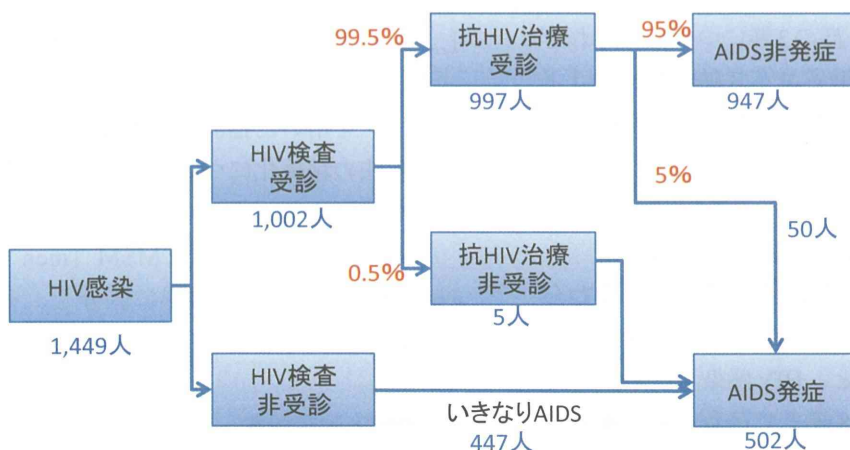 99.5%
抗HIV治療
受診
997人
95%
AIDS非発症
947人
HIV検査
受診
1,002人
5%
50人
HIV感染
1,449人
0.5%
抗HIV治療
非受診
5人
HIV検査
非受診
いきなりAIDS
447人
AIDS発症
502人